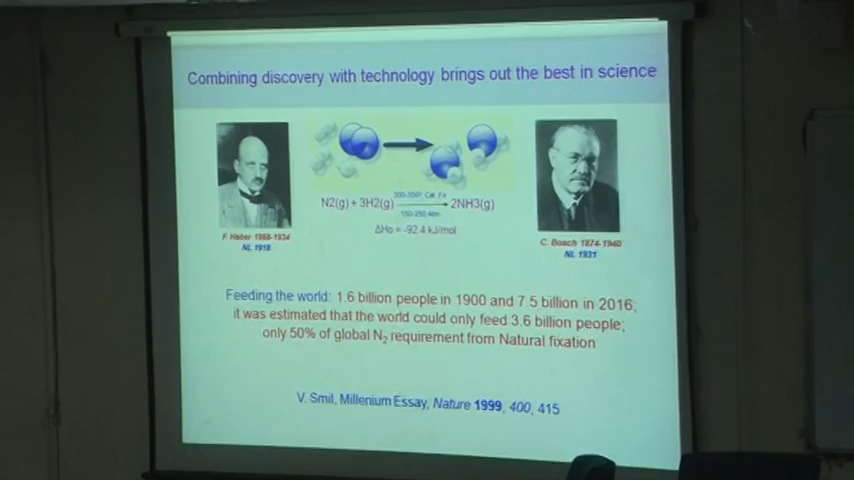 Combining discovery with technology brings out the best in science
N2(g) + 3H2(g) 2NH3(g)
150-250 Atm
ΔHo = -92.4 kJ/mol
F. Haber 1868-1934
NL 1918
C. Bosch 1874-1940
NL 1931
Feeding the world: 1.6 billion people in 1900 and 7.5 billion in 2016;
it was estimated that the world could only feed 3.6 billion people;
only 50% of global N₂ requirement from Natural fixation
V. Smil, Millenium Essay, Nature 1999, 400, 415